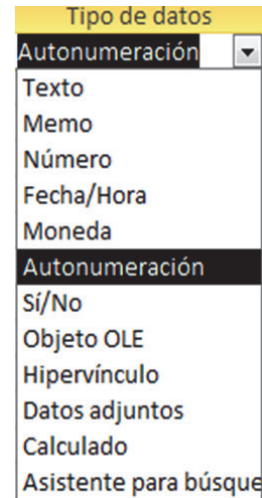 Tipo de datos
Autonumeración
Texto
Memo
Número
Fecha/Hora
Moneda
Autonumeración
Sí/No
Objeto OLE
Hipervínculo
Datos adjuntos
Calculado
Asistente para búsque